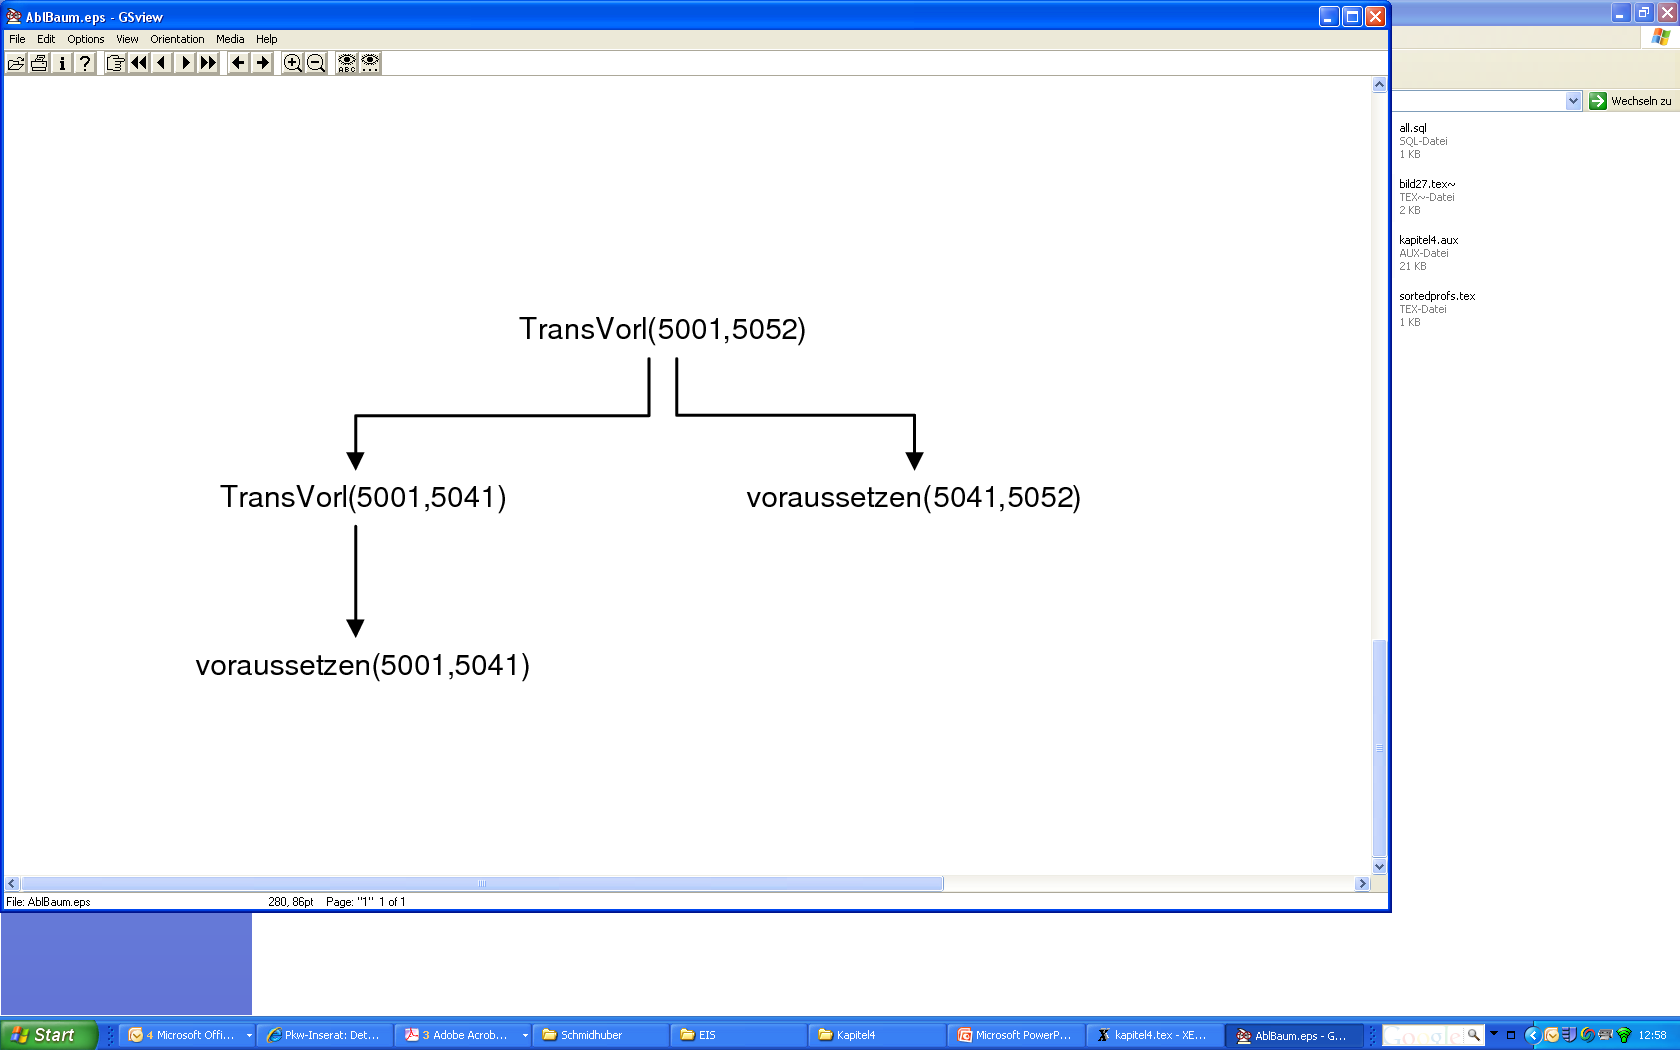 AblBaum.eps - GSview
File Edit Options View Orientation Media Help
Wechseln zu
all.sql
SQL-Datei
1 KB
bild27.tex~
TEX~-Datei
2 KB
kapitel4.aux
AUX-Datei
21 KB
sortedprofs.tex
TEX-Datei
1 KB
TransVorl(5001,5052)
TransVorl(5001,5041) voraussetzen(5041,5052)
voraussetzen(5001,5041)
File: AblBaum.eps 280, 86pt Page: "1" 1 of 1
Start 4 Microsoft Offi... Pkw-Inserat: Det... 3 Adobe Acrob... Schmidhuber EIS Kapitel4 Microsoft PowerP... kapitel4.tex - XE... AblBaum.eps - G... Google 12:58